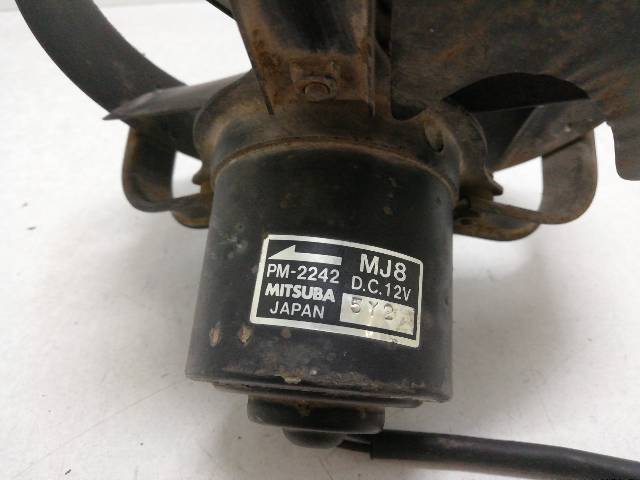 PM-2242 MJ8
MITSUBA D.C.12V
JAPAN 5Y2